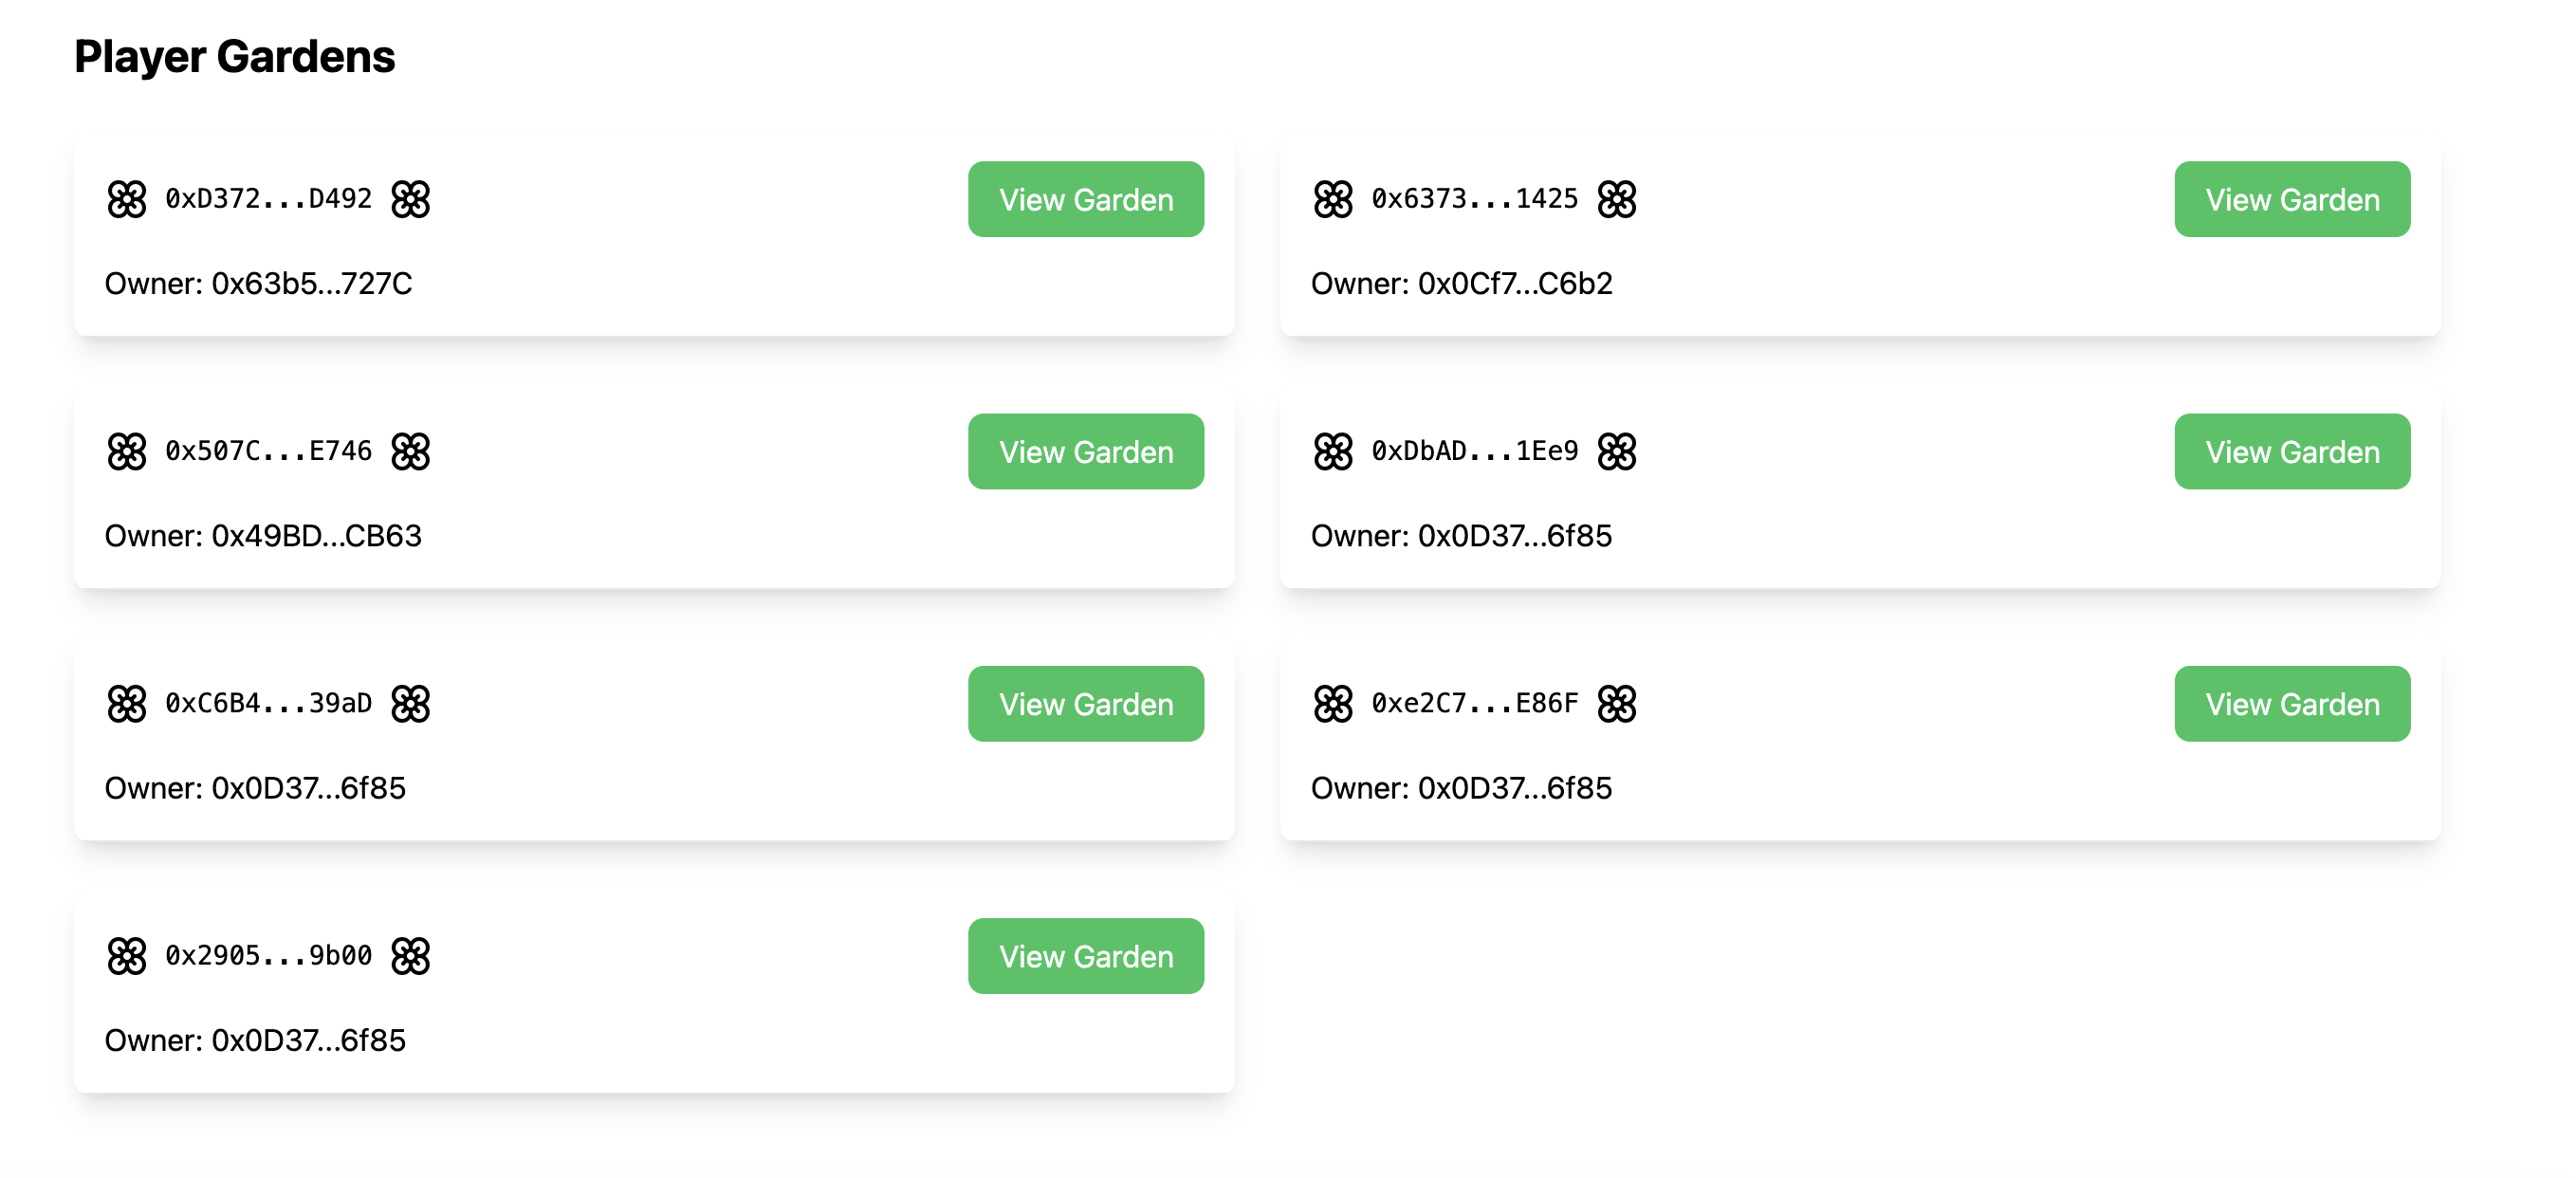 Player Gardens
0xD372...D492
View Garden
Owner: 0x63b5...727C
0x6373...1425
View Garden
Owner: 0x0Cf7...C6b2
0x507C...E746
View Garden
Owner: 0x49BD...CB63
0xDbAD...1Ee9
View Garden
Owner: 0x0D37...6f85
0xC6B4...39aD
View Garden
Owner: 0x0D37...6f85
0xe2C7...E86F
View Garden
Owner: 0x0D37...6f85
0x2905...9b00
View Garden
Owner: 0x0D37...6f85